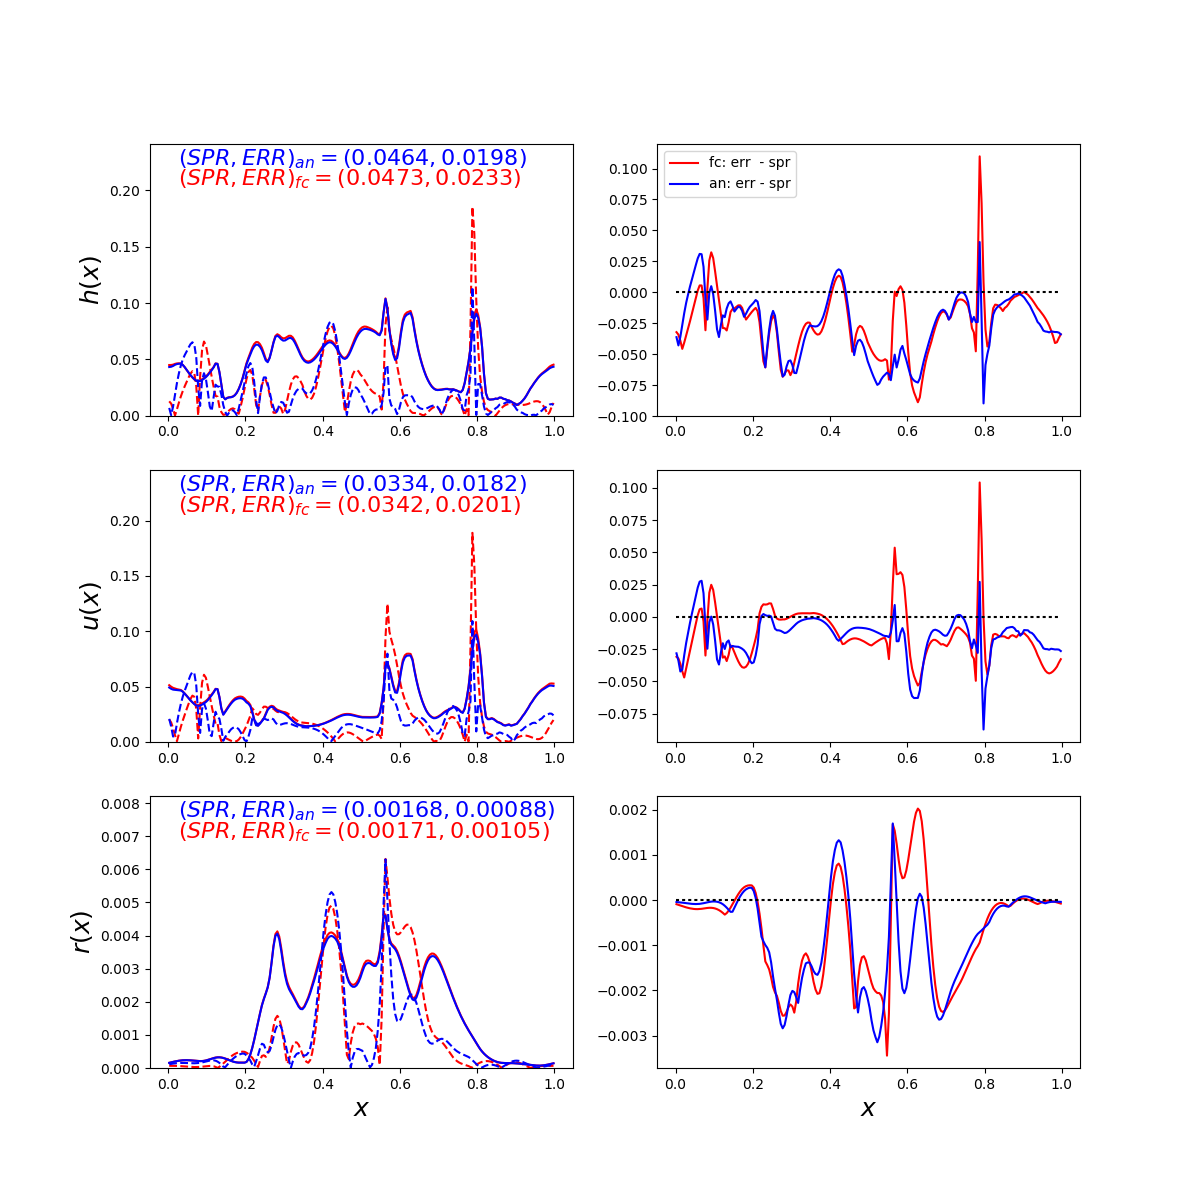 (SPR, ERR)an = (0.0464, 0.0198)
(SPR, ERR)fc = (0.0473, 0.0233)
h(x)
0.20
0.15
0.10
0.05
0.00
0.0 0.2 0.4 0.6 0.8 1.0
fc: err - spr
an: err - spr
0.100
0.075
0.050
0.025
0.000
−0.025
−0.050
−0.075
−0.100
0.0 0.2 0.4 0.6 0.8 1.0
(SPR, ERR)an = (0.0334, 0.0182)
(SPR, ERR)fc = (0.0342, 0.0201)
u(x)
0.20
0.15
0.10
0.05
0.00
0.0 0.2 0.4 0.6 0.8 1.0
0.100
0.075
0.050
0.025
0.000
−0.025
−0.050
−0.075
0.0 0.2 0.4 0.6 0.8 1.0
(SPR, ERR)an = (0.00168, 0.00088)
(SPR, ERR)fc = (0.00171, 0.00105)
r(x)
0.008
0.007
0.006
0.005
0.004
0.003
0.002
0.001
0.000
0.0 0.2 0.4 0.6 0.8 1.0
x
0.002
0.001
0.000
−0.001
−0.002
−0.003
0.0 0.2 0.4 0.6 0.8 1.0
x